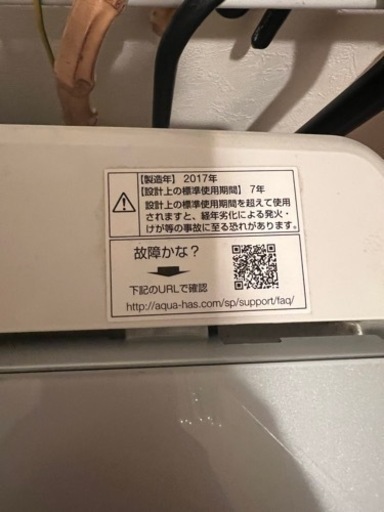 【製造年】 2017年
【設計上の標準使用期間】 7年
設計上の標準使用期間を超えて使用
されますと、経年劣化による発火・
けが等の事故に至る恐れがあります。
故障かな？
下記のURLで確認
http://aqua-has.com/sp/support/faq/